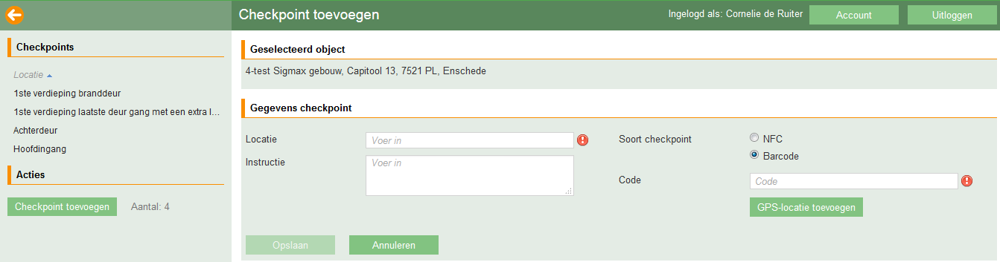 Checkpoint toevoegen
Ingelogd als: Cornelie de Ruiter
Account
Uitloggen
Checkpoints
Locatie
1ste verdieping branddeur
1ste verdieping laatste deur gang met een extra l...
Achterdeur
Hoofdingang
Acties
Checkpoint toevoegen
Aantal: 4
Geselecteerd object
4-test Sigmax gebouw, Capitool 13, 7521 PL, Enschede
Gegevens checkpoint
Locatie
Voer in
Instructie
Voer in
Soort checkpoint
NFC
Barcode
Code
Code
GPS-locatie toevoegen
Opslaan
Annuleren